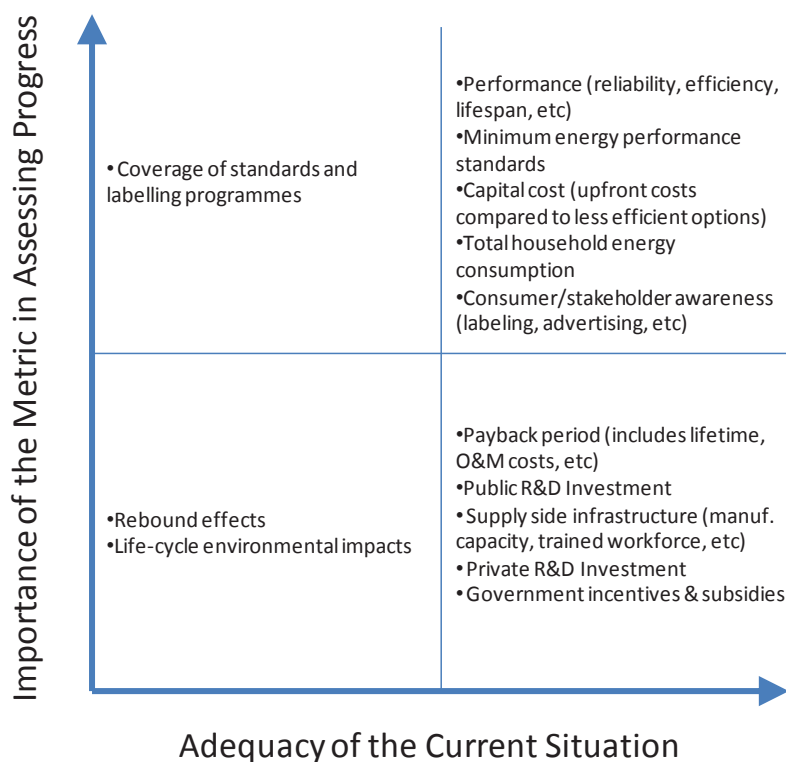 Importance of the Metric in Assessing Progress
• Coverage of standards and
labelling programmes
•Performance (reliability, efficiency,
lifespan, etc)
•Minimum energy performance
standards
•Capital cost (upfront costs
compared to less efficient options)
•Total household energy
consumption
•Consumer/stakeholder awareness
(labeling, advertising, etc)
•Rebound effects
•Life-cycle environmental impacts
•Payback period (includes lifetime,
O&M costs, etc)
•Public R&D Investment
•Supply side infrastructure (manuf.
capacity, trained workforce, etc)
•Private R&D Investment
•Government incentives & subsidies
Adequacy of the Current Situation